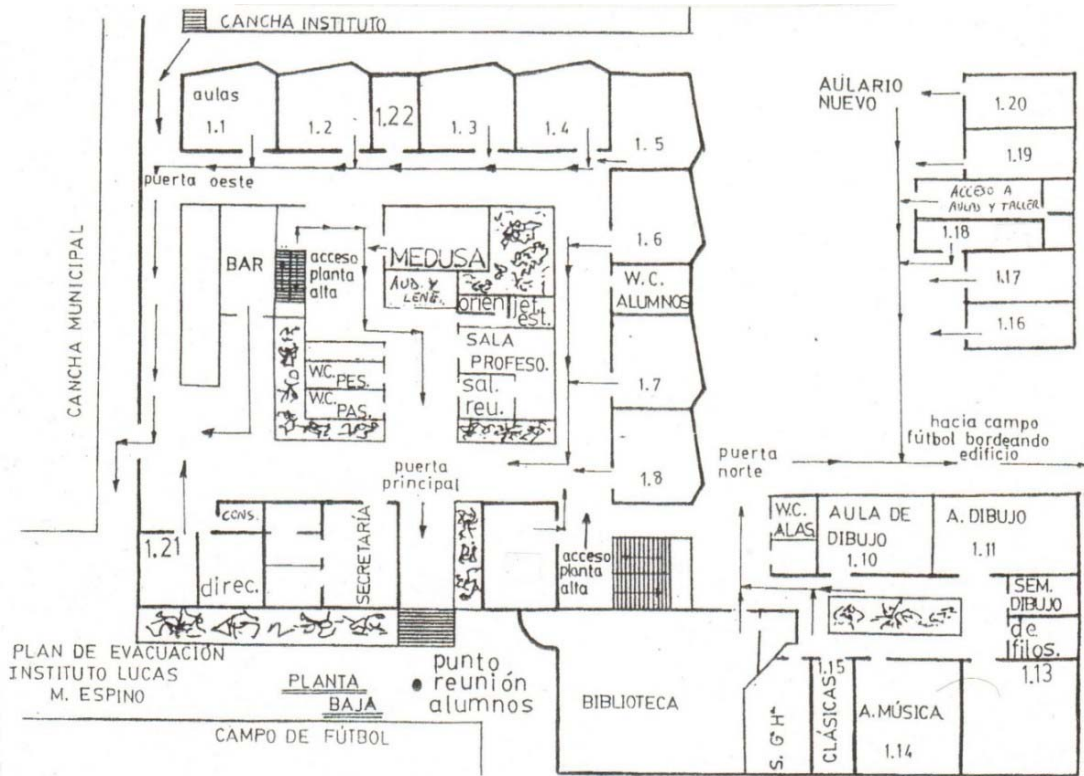 CANCHA INSTITUTO
aulas
1.1
1.2
1.22
1.3
1.4
1.5
AÚLARIO
NUEVO
1.20
1.19
ACCESO A
AULAS Y TALLER
1.18
1.17
1.16
puerta oeste
CANCHA MUNICIPAL
BAR
acceso
planta
alta
MEDUSA
AUD. Y
LENG.
orien
jef.
est.
SALA
PROFESO.
sal.
reu.
W.C.
PES.
W.C.
PAS.
1.6
W.C.
ALUMNOS
1.7
1.8
hacia campo
fútbol bordeando
edificio
puerta
norte
puerta
principal
CONS.
1.21
direc.
SECRETARÍA
acceso
planta
alta
W.C.
ALAS.
AULA DE
DIBUJO
1.10
A. DIBUJO
1.11
SEM.
DIBUJO
de
filos.
1.13
PLAN DE EVACUACIÓN
INSTITUTO LUCAS
M. ESPINO
PLANTA
BAJA
punto
reunión
alumnos
CAMPO DE FÚTBOL
BIBLIOTECA
S. Gª Hª
1.15
CLÁSICAS
A. MÚSICA
1.14